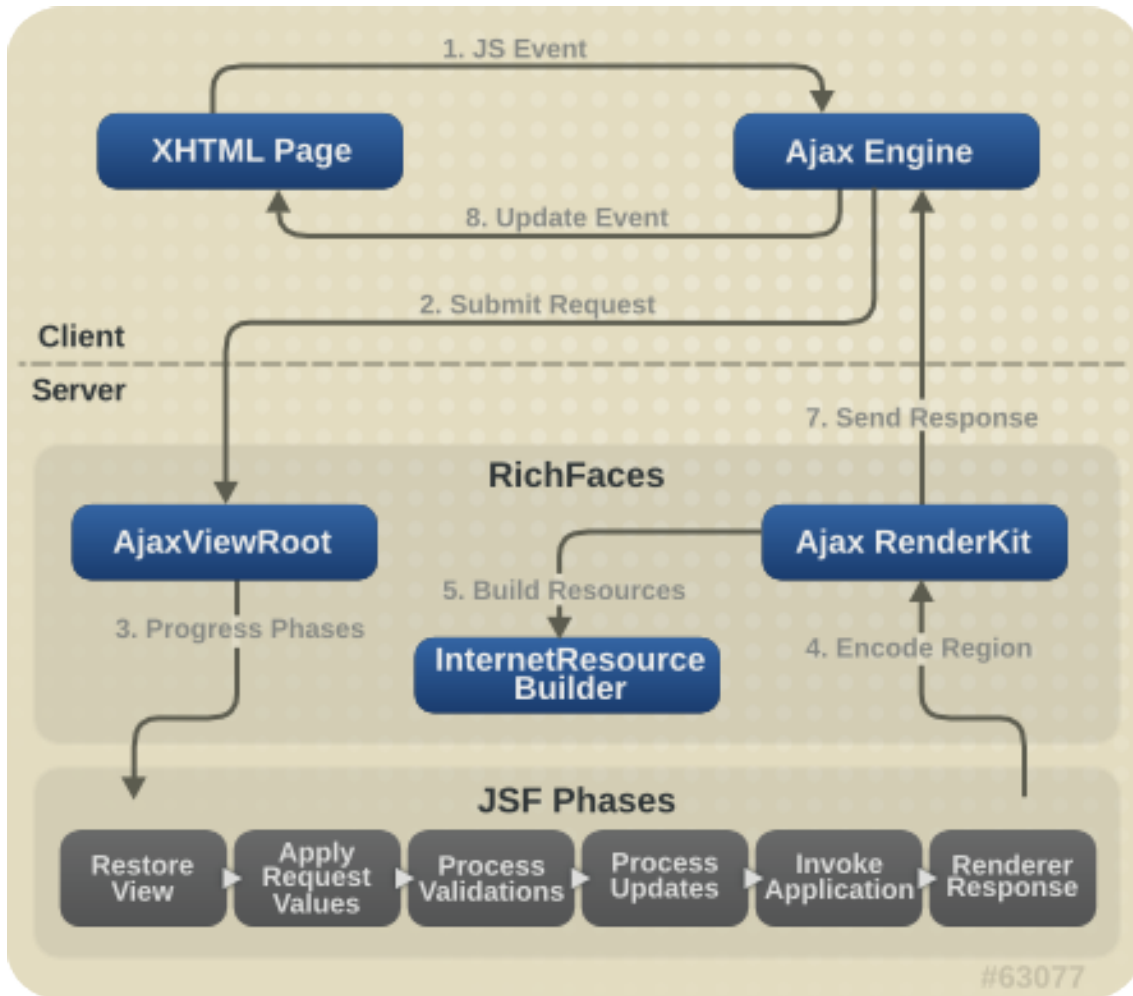 1. JS Event
XHTML Page
Ajax Engine
8. Update Event
2. Submit Request
Client
Server
7. Send Response
RichFaces
AjaxViewRoot
Ajax RenderKit
5. Build Resources
3. Progress Phases
4. Encode Region
InternetResource
Builder
JSF Phases
Restore
View
Apply
Request
Values
Process
Validations
Process
Updates
Invoke
Application
Renderer
Response
#63077